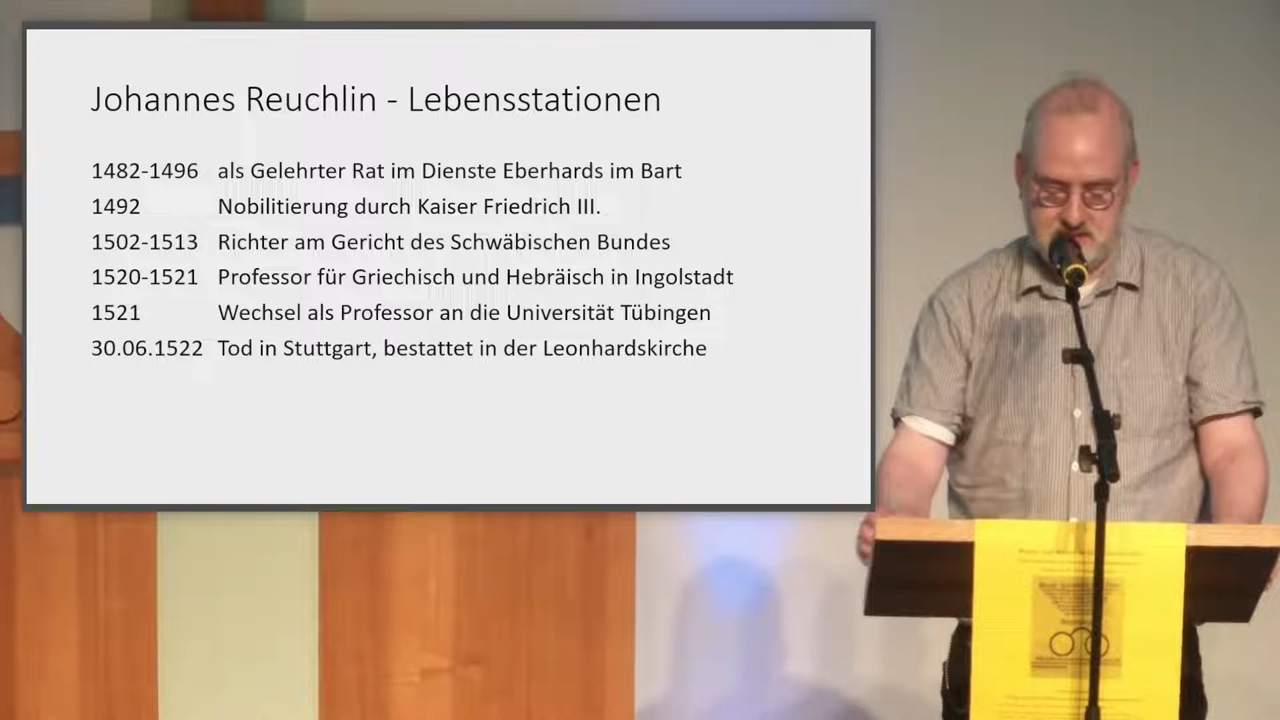 Johannes Reuchlin - Lebensstationen
1482-1496 als Gelehrter Rat im Dienste Eberhards im Bart
1492 Nobilitierung durch Kaiser Friedrich III.
1502-1513 Richter am Gericht des Schwäbischen Bundes
1520-1521 Professor für Griechisch und Hebräisch in Ingolstadt
1521 Wechsel als Professor an die Universität Tübingen
30.06.1522 Tod in Stuttgart, bestattet in der Leonhardskirche